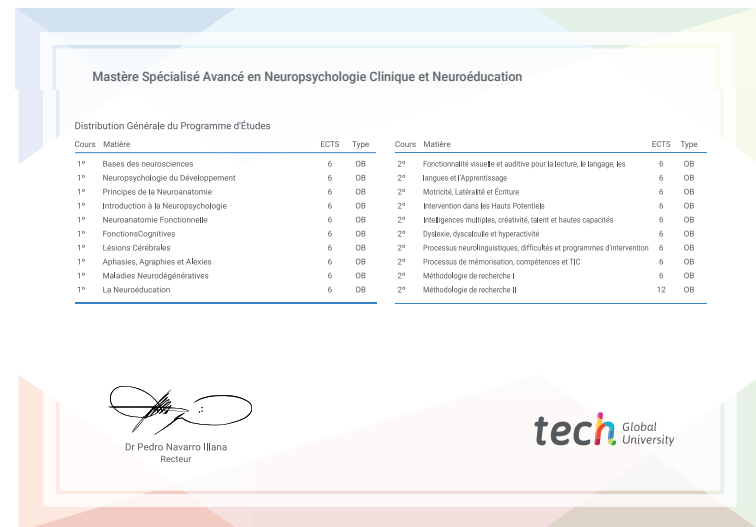 Mastère Spécialisé Avancé en Neuropsychologie Clinique et Neuroéducation
Distribution Générale du Programme d'Études
Cours Matière ECTS Type
1º Bases des neurosciences 6 OB
1º Neuropsychologie du Développement 6 OB
1º Principes de la Neuroanatomie 6 OB
1º Introduction à la Neuropsychologie 6 OB
1º Neuroanatomie Fonctionnelle 6 OB
1º FonctionsCognitives 6 OB
1º Lésions Cérébrales 6 OB
1º Aphasies, Agraphies et Alexies 6 OB
1º Maladies Neurodégénératives 6 OB
1º La Neuroéducation 6 OB
Cours Matière ECTS Type
2º Fonctionnalité visuelle et auditive pour la lecture, le langage, les 6 OB
2º langues et l'Apprentissage 6 OB
2º Motricité, Latéralité et Écriture 6 OB
2º Intervention dans les Hauts Potentiels 6 OB
2º Intelligences multiples, créativité, talent et hautes capacités 6 OB
2º Dyslexie, dyscalculie et hyperactivité 6 OB
2º Processus neurolinguistiques, difficultés et programmes d'intervention 6 OB
2º Processus de mémorisation, compétences et TIC 6 OB
2º Méthodologie de recherche I 6 OB
2º Méthodologie de recherche II 12 OB
Dr Pedro Navarro Illana
Recteur
tech Global
University